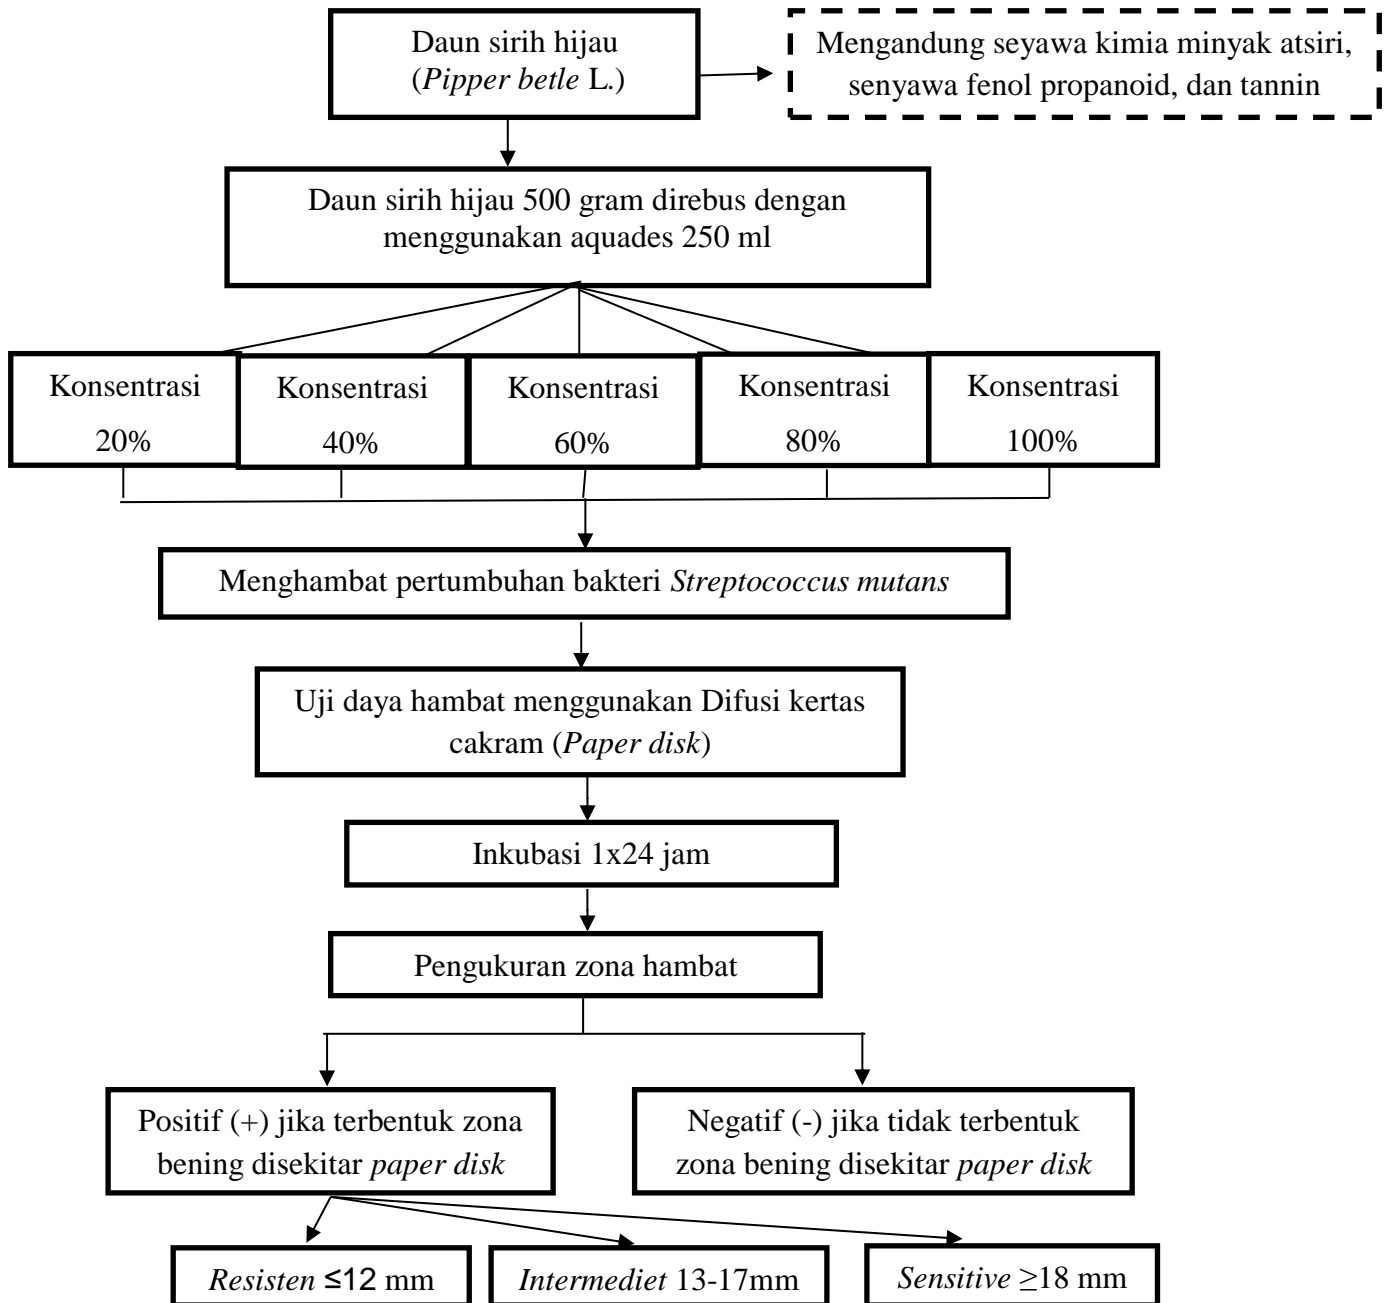 Daun sirih hijau
(Pipper betle L.)
Mengandung seyawa kimia minyak atsiri,
senyawa fenol propanoid, dan tannin
Daun sirih hijau 500 gram direbus dengan
menggunakan aquades 250 ml
Konsentrasi
20%
Konsentrasi
40%
Konsentrasi
60%
Konsentrasi
80%
Konsentrasi
100%
Menghambat pertumbuhan bakteri Streptococcus mutans
Uji daya hambat menggunakan Difusi kertas
cakram (Paper disk)
Inkubasi 1x24 jam
Pengukuran zona hambat
Positif (+) jika terbentuk zona
bening disekitar paper disk
Negatif (-) jika tidak terbentuk
zona bening disekitar paper disk
Resisten ≤12 mm
Intermediet 13-17mm
Sensitive ≥18 mm